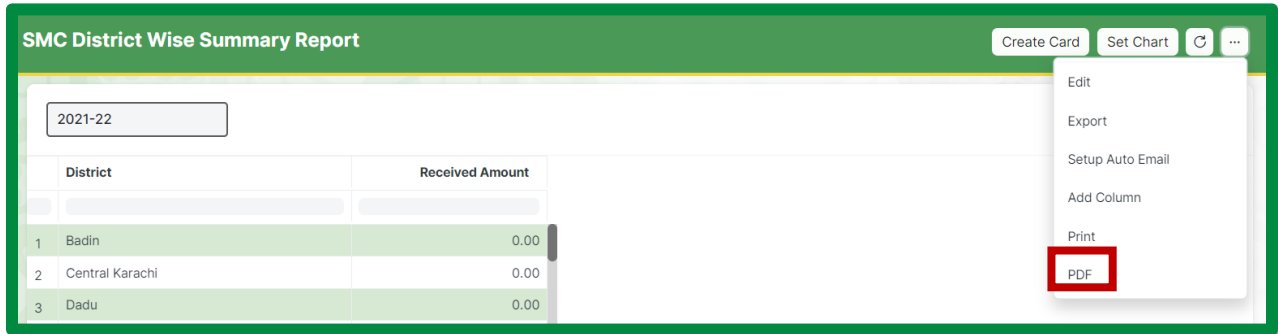 SMC District Wise Summary Report
Create Card Set Chart ...
Edit
Export
Setup Auto Email
Add Column
Print
PDF
2021-22
District Received Amount
1 Badin 0.00
2 Central Karachi 0.00
3 Dadu 0.00